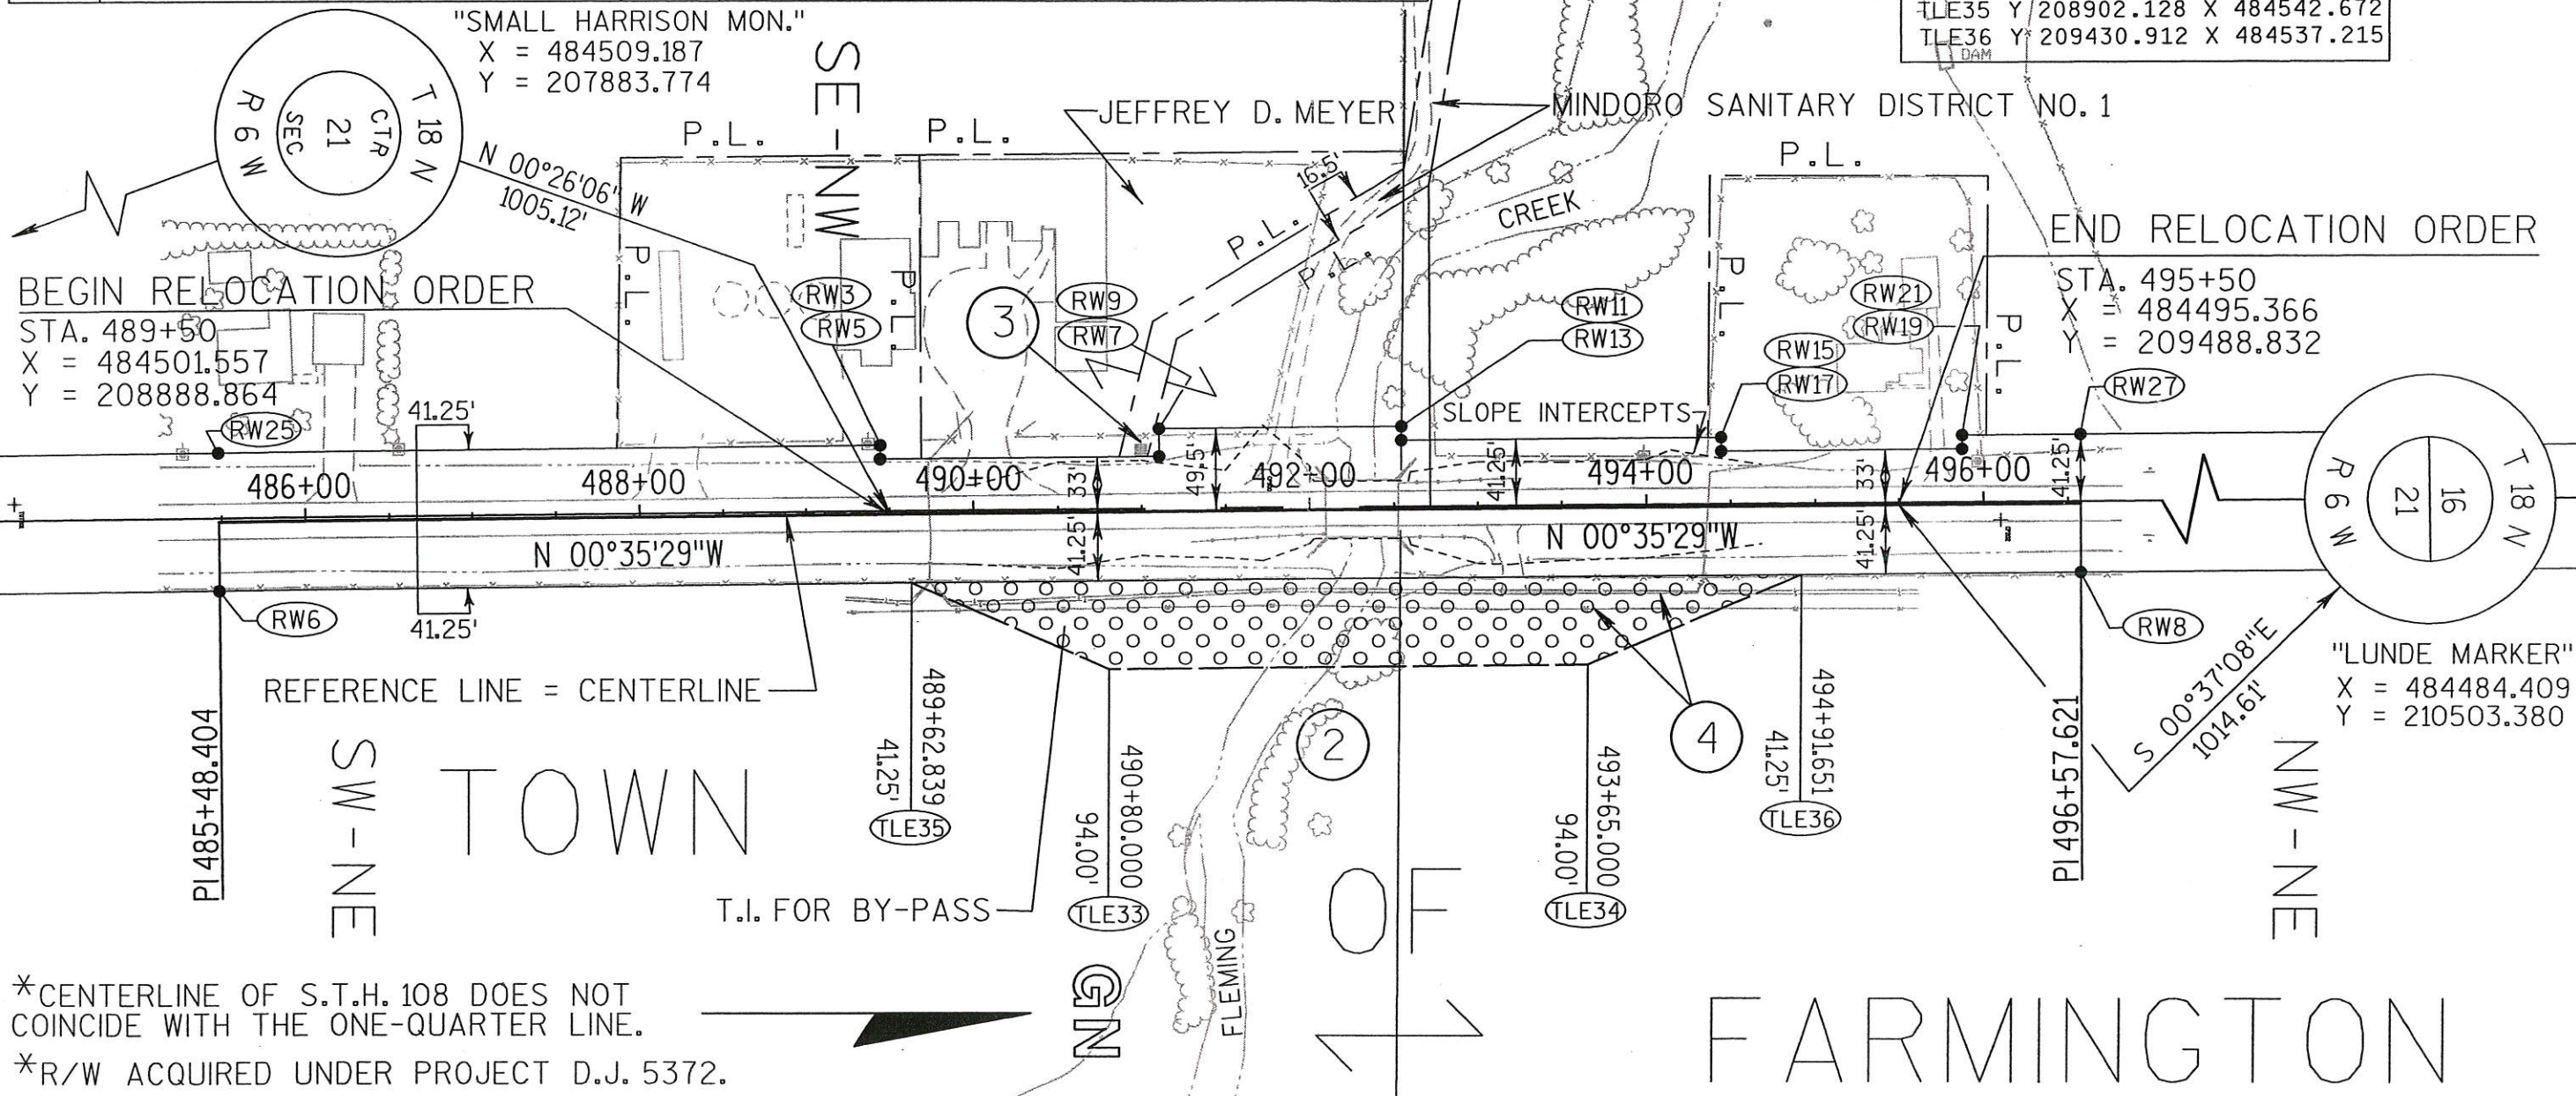 "SMALL HARRISON MON."
X = 484509.187
Y = 207883.774
TLE35 Y 208902.128 X 484542.672
TLE36 Y 209430.912 X 484537.215
DAM
T 18 N
R 6 W
CTR
21
SEC
SE-NW
P.L.
P.L.
JEFFREY D. MEYER
MINDORO SANITARY DISTRICT NO. 1
P.L.
N 00°26'06" W
1005.12'
16.5'
CREEK
P.L.
P.L.
P.L.
P.L.
P.L.
P.L.
BEGIN RELOCATION ORDER
STA. 489+50
X = 484501.557
Y = 208888.864
END RELOCATION ORDER
STA. 495+50
X = 484495.366
Y = 209488.832
RW3
RW5
3
RW9
RW7
RW11
RW13
RW21
RW19
RW15
RW17
RW27
SLOPE INTERCEPTS
RW25
41.25'
486+00
488+00
490+00
33'
49.5'
492+00
41.25'
494+00
33'
496+00
41.25'
T 18 N
R 6 W
16
21
N 00°35'29"W
41.25'
N 00°35'29"W
41.25'
RW6
41.25'
RW8
REFERENCE LINE = CENTERLINE
"LUNDE MARKER"
X = 484484.409
Y = 210503.380
S 00°37'08"E
1014.61'
PI 485+48.404
489+62.839
41.25'
TLE35
490+80.000
94.00'
TLE33
2
493+65.000
94.00'
TLE34
4
494+91.651
41.25'
TLE36
PI 496+57.621
SW-NE
NW-NE
TOWN
OF
FARMINGTON
T.I. FOR BY-PASS
FLEMING
GN
*CENTERLINE OF S.T.H. 108 DOES NOT
COINCIDE WITH THE ONE-QUARTER LINE.
*R/W ACQUIRED UNDER PROJECT D.J. 5372.